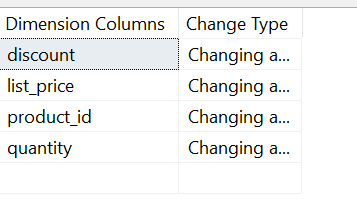 Dimension Columns Change Type
discount Changing a...
list_price Changing a...
product_id Changing a...
quantity Changing a...